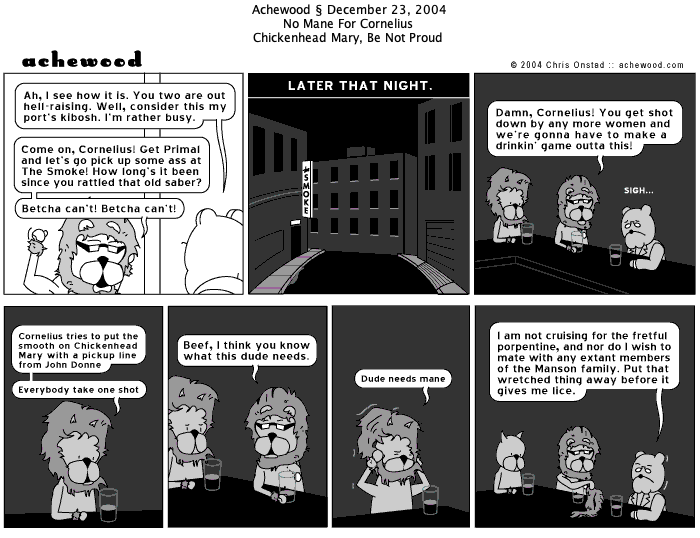 Achewood § December 23, 2004
No Mane For Cornelius
Chickenhead Mary, Be Not Proud
achewood
© 2004 Chris Onstad :: achewood.com
Ah, I see how it is. You two are out
hell-raising. Well, consider this my
port's kibosh. I'm rather busy.
Come on, Cornelius! Get Primal
and let's go pick up some ass at
The Smoke! How long's it been
since you rattled that old saber?
Betcha can't! Betcha can't!
LATER THAT NIGHT.
SMOKE
Damn, Cornelius! You get shot
down by any more women and
we're gonna have to make a
drinkin' game outta this!
SIGH...
Cornelius tries to put the
smooth on Chickenhead
Mary with a pickup line
from John Donne
Everybody take one shot
Beef, I think you know
what this dude needs.
Dude needs mane
I am not cruising for the fretful
porpentine, and nor do I wish to
mate with any extant members
of the Manson family. Put that
wretched thing away before it
gives me lice.